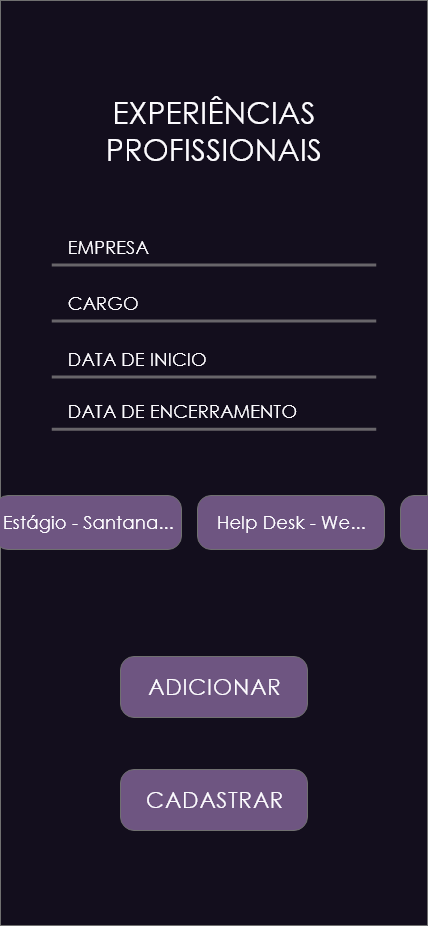 EXPERIÊNCIAS
PROFISSIONAIS
EMPRESA
CARGO
DATA DE INICIO
DATA DE ENCERRAMENTO
Estágio - Santana... Help Desk - We...
ADICIONAR
CADASTRAR